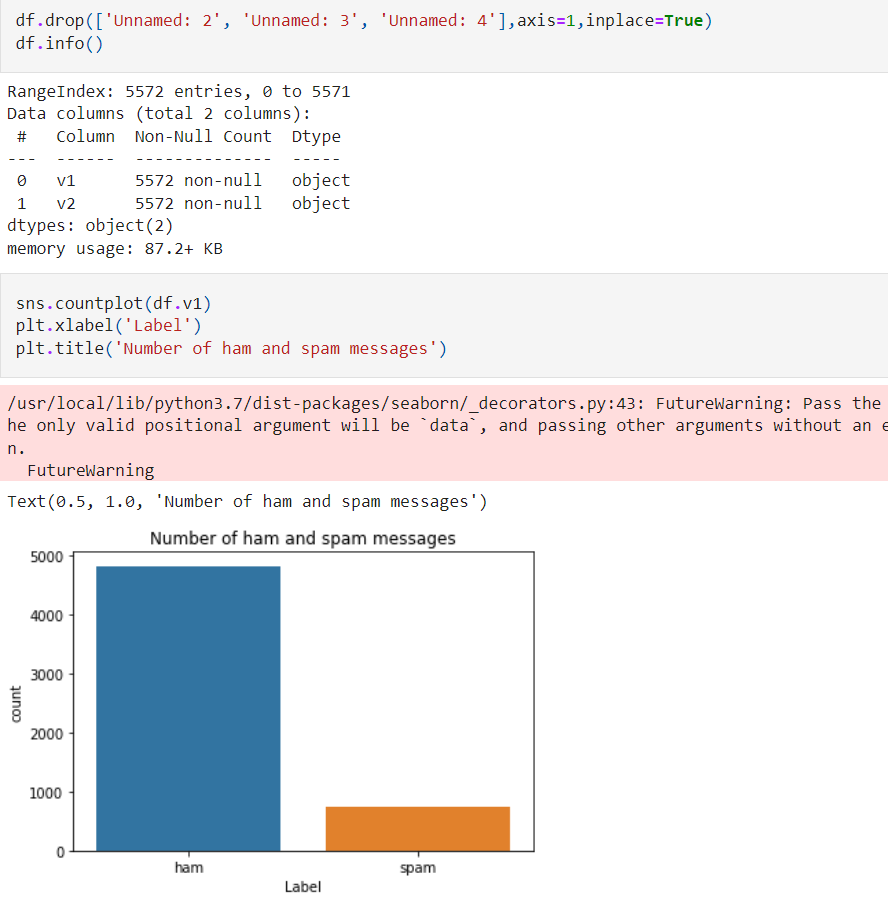 df.drop(['Unnamed: 2', 'Unnamed: 3', 'Unnamed: 4'],axis=1,inplace=True)
df.info()
RangeIndex: 5572 entries, 0 to 5571
Data columns (total 2 columns):
 #   Column  Non-Null Count  Dtype
---  ------  --------------  -----
 0   v1      5572 non-null   object
 1   v2      5572 non-null   object
dtypes: object(2)
memory usage: 87.2+ KB
sns.countplot(df.v1)
plt.xlabel('Label')
plt.title('Number of ham and spam messages')
/usr/local/lib/python3.7/dist-packages/seaborn/_decorators.py:43: FutureWarning: Pass the
he only valid positional argument will be `data`, and passing other arguments without an e
n.
  FutureWarning
Text(0.5, 1.0, 'Number of ham and spam messages')
Number of ham and spam messages
5000
4000
3000
2000
1000
0
count
ham spam
Label